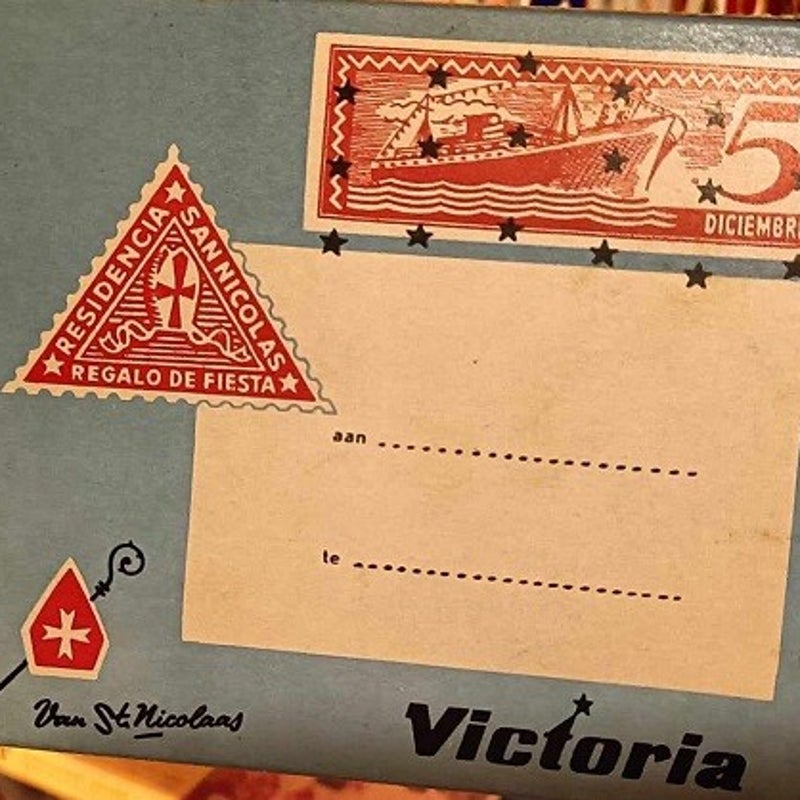 5
DICIEMBRE
RESIDENCIA SAN NICOLAS
REGALO DE FIESTA
aan
te
Van St. Nicolaas
Victoria